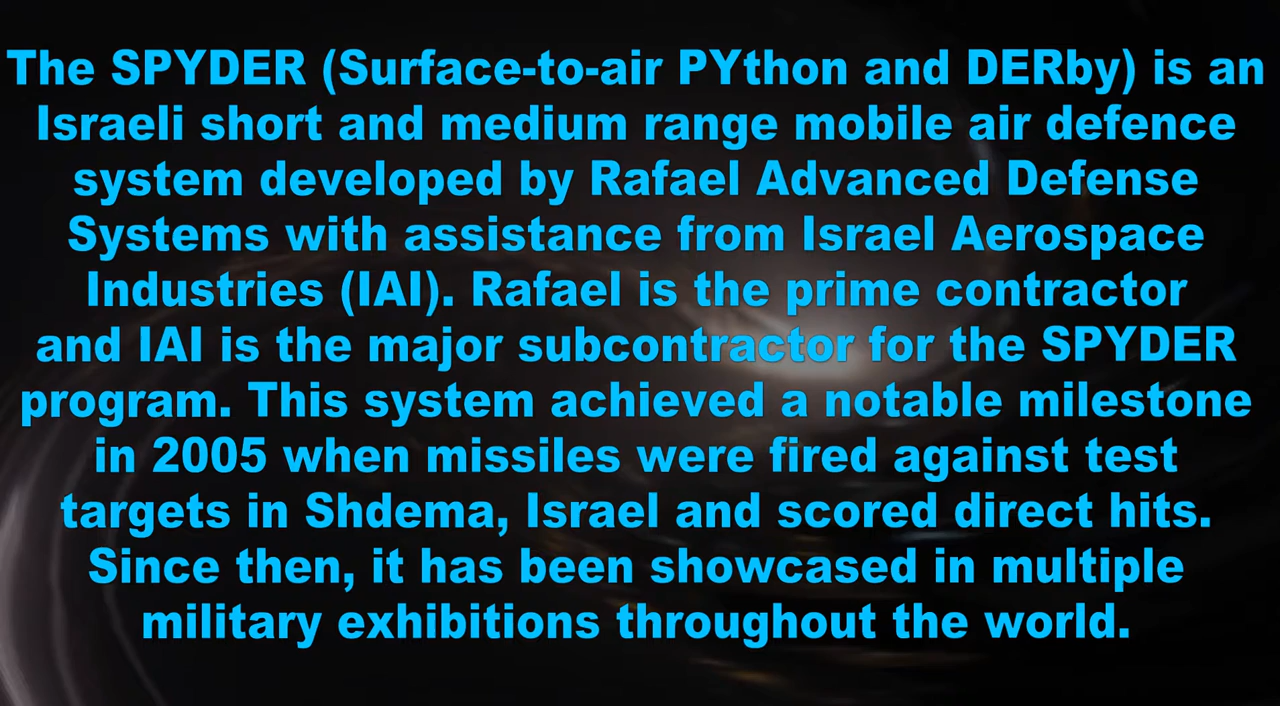 The SPYDER (Surface-to-air PYthon and DERby) is an
Israeli short and medium range mobile air defence
system developed by Rafael Advanced Defense
Systems with assistance from Israel Aerospace
Industries (IAI). Rafael is the prime contractor
and IAI is the major subcontractor for the SPYDER
program. This system achieved a notable milestone
in 2005 when missiles were fired against test
targets in Shdema, Israel and scored direct hits.
Since then, it has been showcased in multiple
military exhibitions throughout the world.